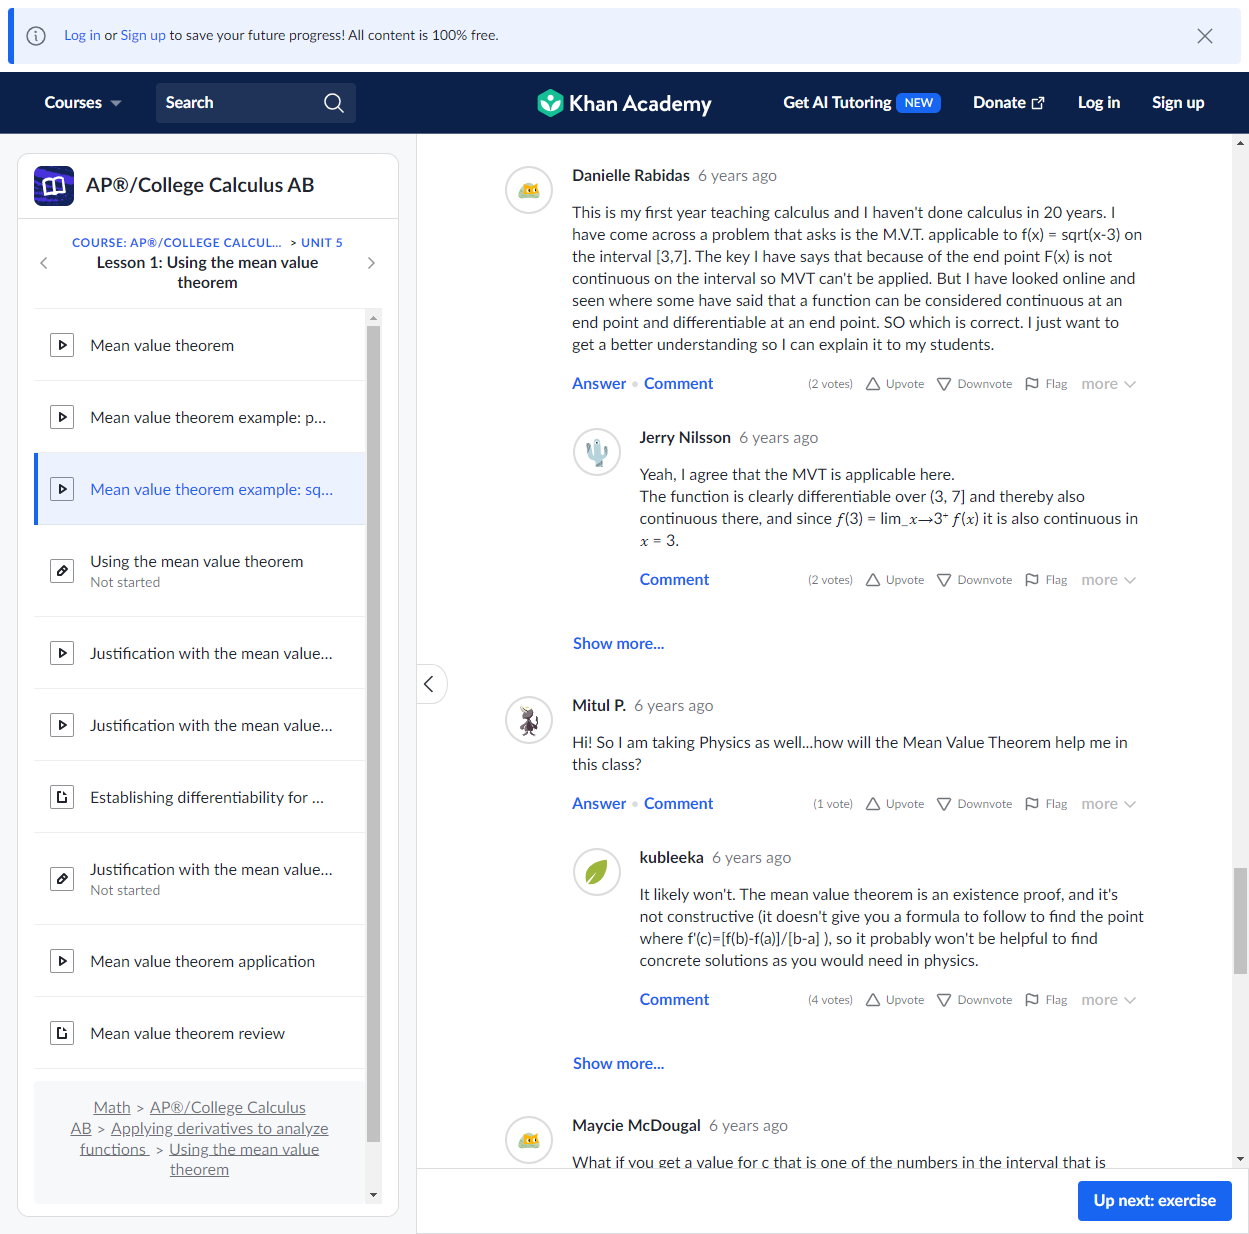 Log in or Sign up to save your future progress! All content is 100% free.
Courses
Search
Khan Academy
Get AI Tutoring NEW
Donate
Log in
Sign up
AP®/College Calculus AB
COURSE: AP®/COLLEGE CALCUL... > UNIT 5
Lesson 1: Using the mean value
theorem
Mean value theorem
Mean value theorem example: p...
Mean value theorem example: sq...
Using the mean value theorem
Not started
Justification with the mean value...
Justification with the mean value...
Establishing differentiability for ...
Justification with the mean value...
Not started
Mean value theorem application
Mean value theorem review
Math > AP®/College Calculus
AB > Applying derivatives to analyze
functions > Using the mean value
theorem
Danielle Rabidas 6 years ago
This is my first year teaching calculus and I haven't done calculus in 20 years. I
have come across a problem that asks is the M.V.T. applicable to f(x) = sqrt(x-3) on
the interval [3,7]. The key I have says that because of the end point F(x) is not
continuous on the interval so MVT can't be applied. But I have looked online and
seen where some have said that a function can be considered continuous at an
end point and differentiable at an end point. SO which is correct. I just want to
get a better understanding so I can explain it to my students.
Answer • Comment (2 votes) Upvote Downvote Flag more
Jerry Nilsson 6 years ago
Yeah, I agree that the MVT is applicable here.
The function is clearly differentiable over (3, 7] and thereby also
continuous there, and since 𝑓(3) = lim_𝑥→3⁺ 𝑓(𝑥) it is also continuous in
𝑥 = 3.
Comment (2 votes) Upvote Downvote Flag more
Show more...
Mitul P. 6 years ago
Hi! So I am taking Physics as well...how will the Mean Value Theorem help me in
this class?
Answer • Comment (1 vote) Upvote Downvote Flag more
kubleeka 6 years ago
It likely won't. The mean value theorem is an existence proof, and it's
not constructive (it doesn't give you a formula to follow to find the point
where f'(c)=[f(b)-f(a)]/[b-a] ), so it probably won't be helpful to find
concrete solutions as you would need in physics.
Comment (4 votes) Upvote Downvote Flag more
Show more...
Maycie McDougal 6 years ago
What if you get a value for c that is one of the numbers in the interval that is
Up next: exercise